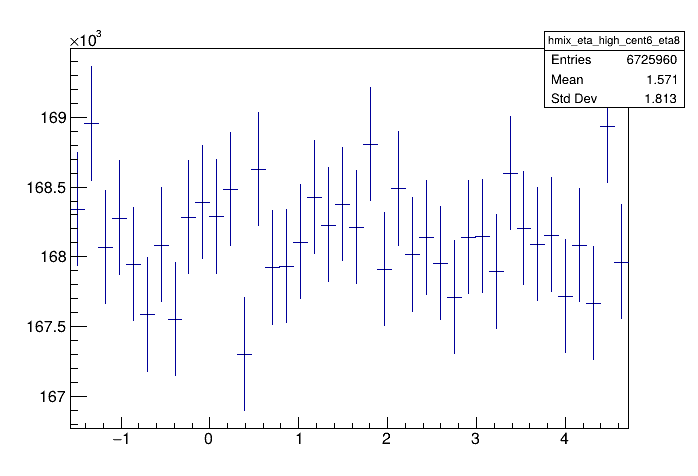 ×10³
hmix_eta_high_cent6_eta8
Entries 6725960
Mean 1.571
Std Dev 1.813
169
168.5
168
167.5
167
−1 0 1 2 3 4